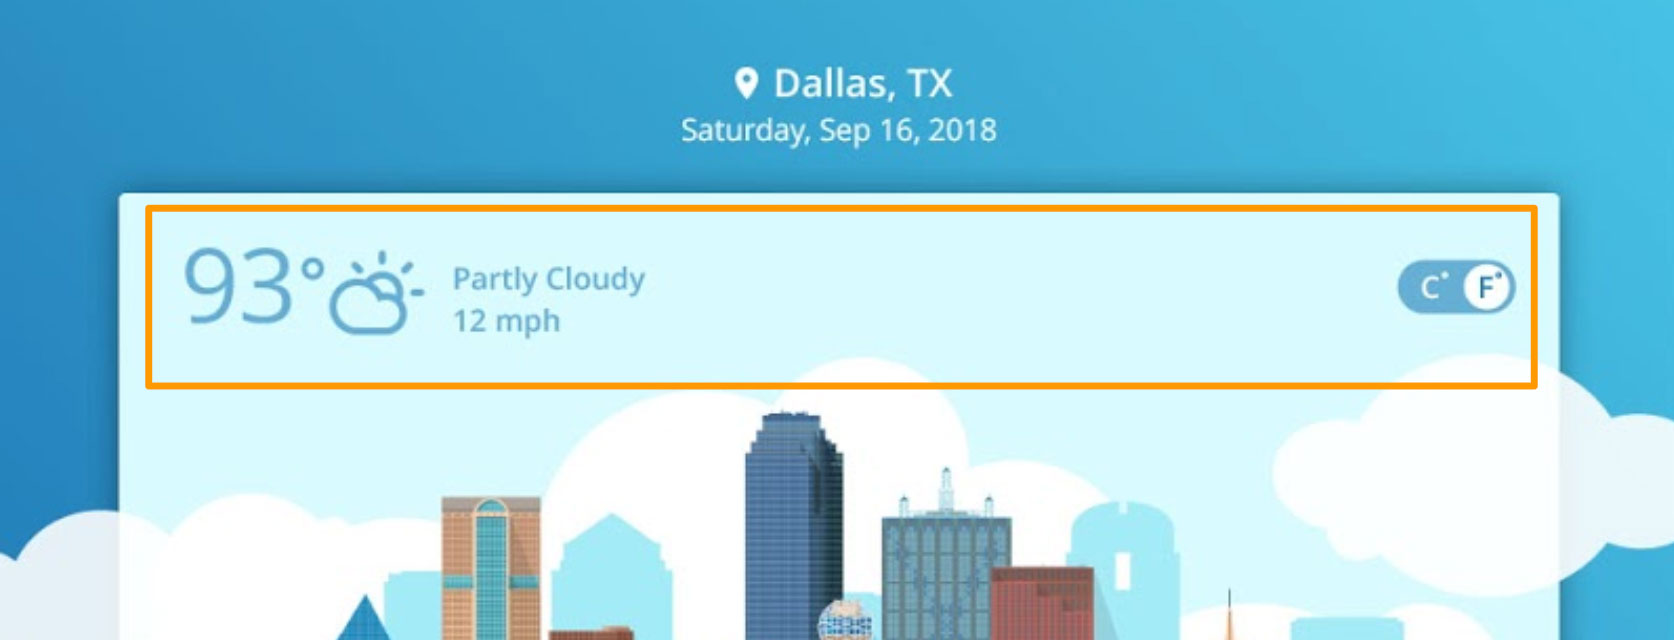 Dallas, TX
Saturday, Sep 16, 2018
93°
Partly Cloudy
12 mph
C° F°